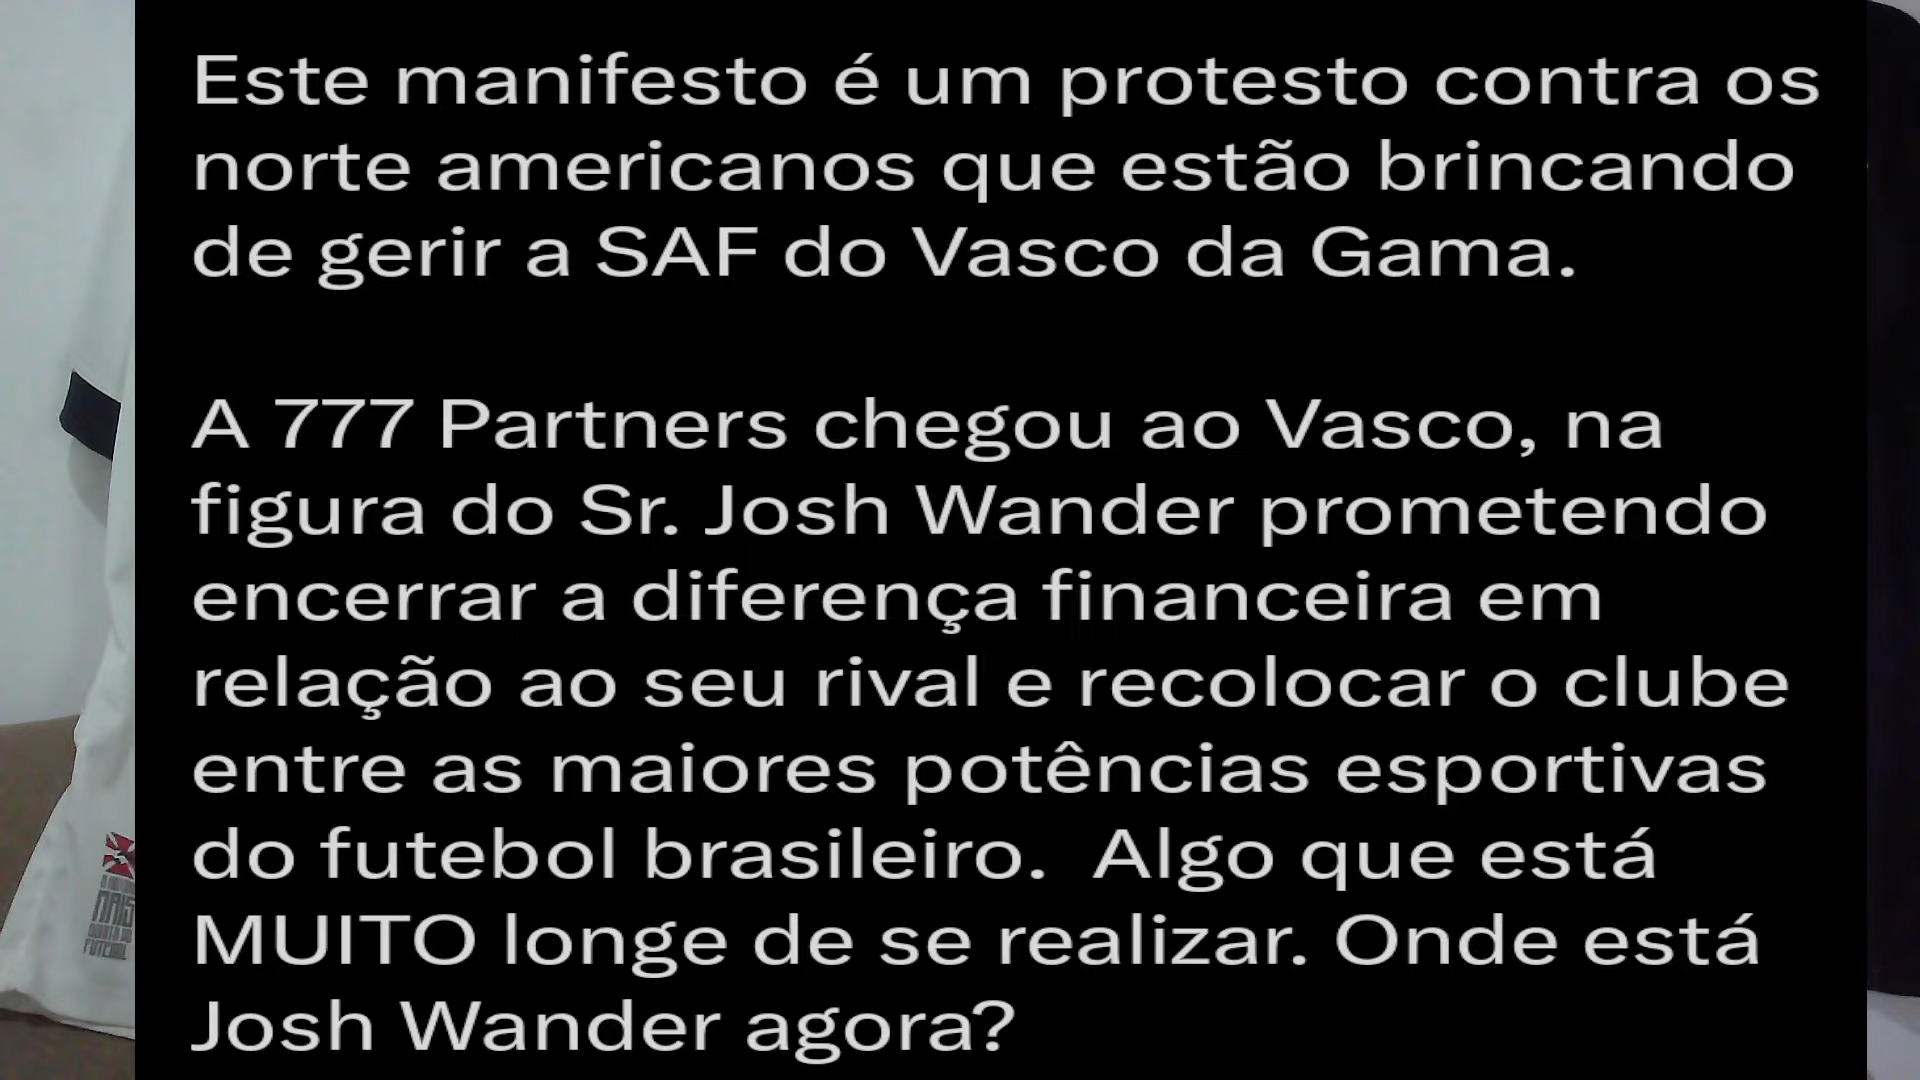 Este manifesto é um protesto contra os
norte americanos que estão brincando
de gerir a SAF do Vasco da Gama.
A 777 Partners chegou ao Vasco, na
figura do Sr. Josh Wander prometendo
encerrar a diferença financeira em
relação ao seu rival e recolocar o clube
entre as maiores potências esportivas
do futebol brasileiro.  Algo que está
MUITO longe de se realizar. Onde está
Josh Wander agora?
MAIS
FUTEBOL